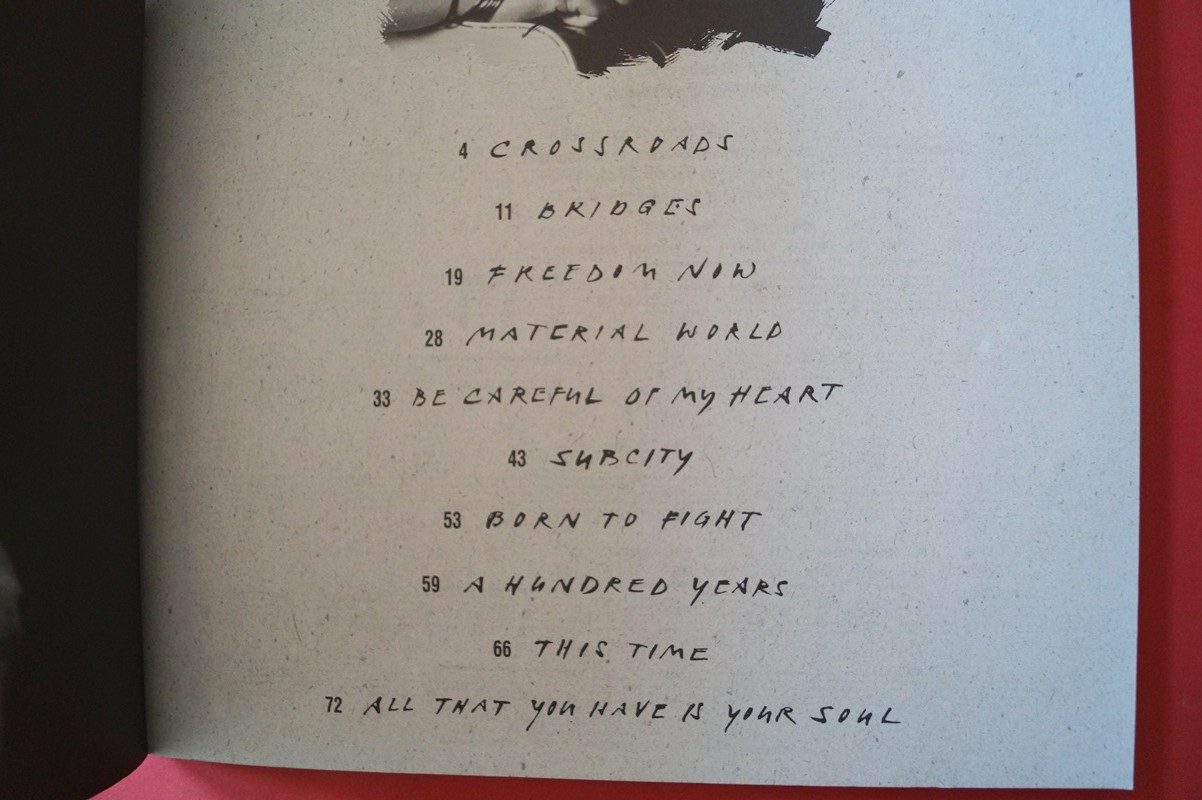 4 CROSSROADS
11 BRIDGES
19 FREEDOM NOW
28 MATERIAL WORLD
33 BE CAREFUL OF MY HEART
43 SUBCITY
53 BORN TO FIGHT
59 A HUNDRED YEARS
66 THIS TIME
72 ALL THAT YOU HAVE IS YOUR SOUL